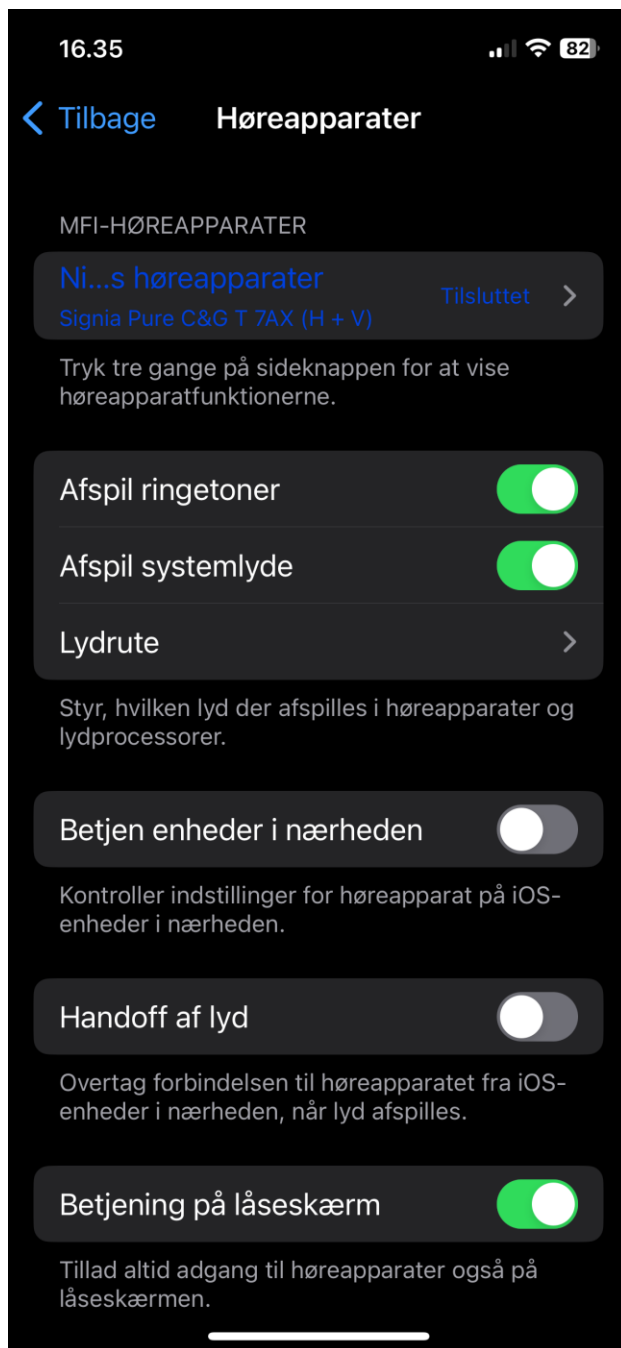 16.35
82
Tilbage
Høreapparater
MFI-HØREAPPARATER
Ni...s høreapparater
Tilsluttet
Signia Pure C&G T 7AX (H + V)
Tryk tre gange på sideknappen for at vise
høreapparatfunktionerne.
Afspil ringetoner
Afspil systemlyde
Lydrute
Styr, hvilken lyd der afspilles i høreapparater og
lydprocessorer.
Betjen enheder i nærheden
Kontroller indstillinger for høreapparat på iOS-
enheder i nærheden.
Handoff af lyd
Overtag forbindelsen til høreapparatet fra iOS-
enheder i nærheden, når lyd afspilles.
Betjening på låseskærm
Tillad altid adgang til høreapparater også på
låseskærmen.